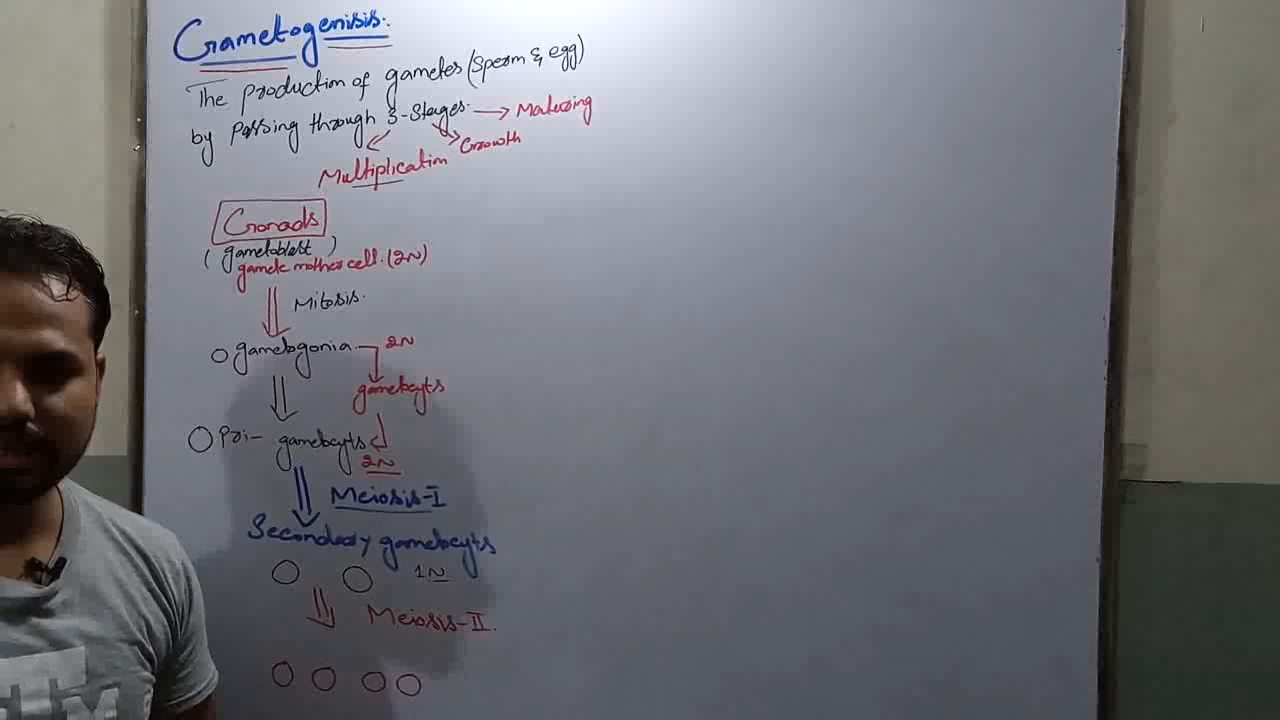 Gametogenisis.
The production of gametes (Sperm & egg)
by Passing through 3-Stages. → Maturing
Growth
Multiplication
Gonads
(gametoblast)
gamete mother cell. (2N)
Mitosis.
gametogonia 2N
gametocyts
Pri- gametocyts
2N
Meiosis-I
Secondary gametocyts
1N
Meiosis-II.